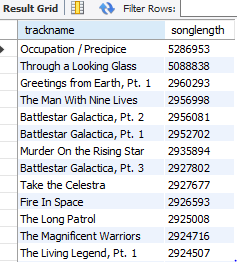 Result Grid Filter Rows:
trackname songlength
Occupation / Precipice 5286953
Through a Looking Glass 5088838
Greetings from Earth, Pt. 1 2960293
The Man With Nine Lives 2956998
Battlestar Galactica, Pt. 2 2956081
Battlestar Galactica, Pt. 1 2952702
Murder On the Rising Star 2935894
Battlestar Galactica, Pt. 3 2927802
Take the Celestra 2927677
Fire In Space 2926593
The Long Patrol 2925008
The Magnificent Warriors 2924716
The Living Legend, Pt. 1 2924507